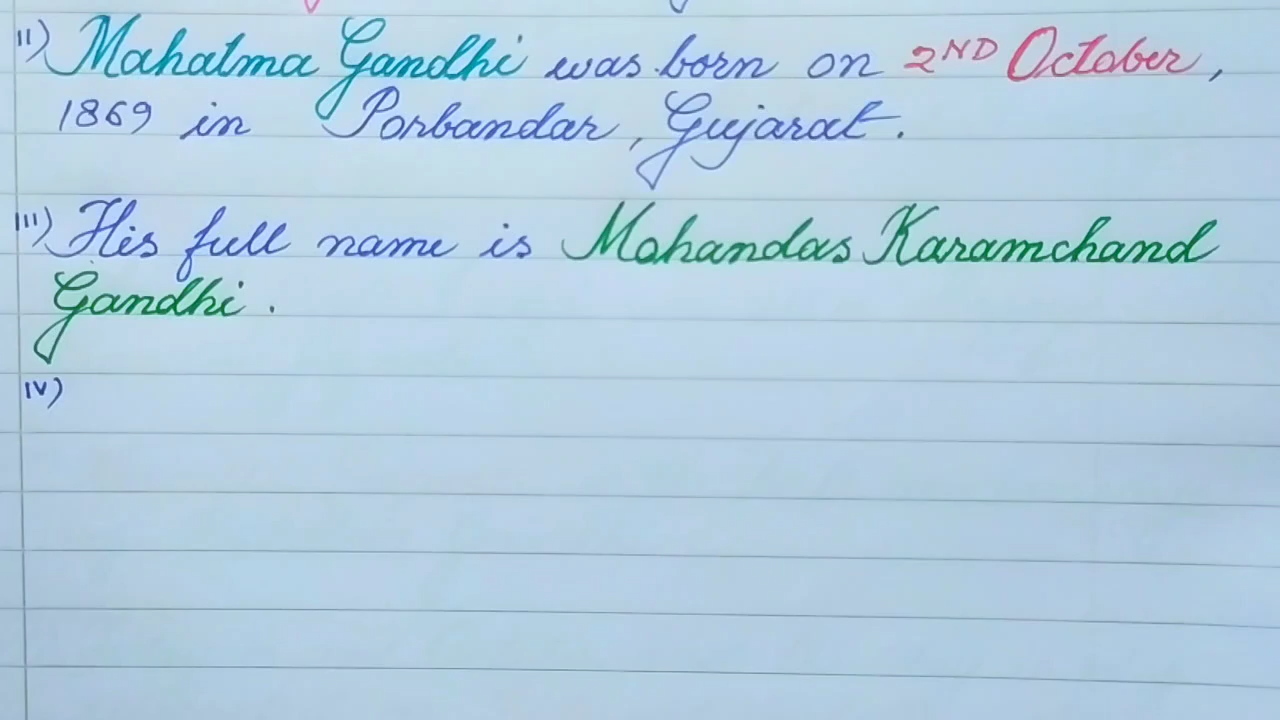 II) Mahatma Gandhi was born on 2ND October,
1869 in Porbandar, Gujarat.
III) His full name is Mohandas Karamchand
Gandhi.
IV)